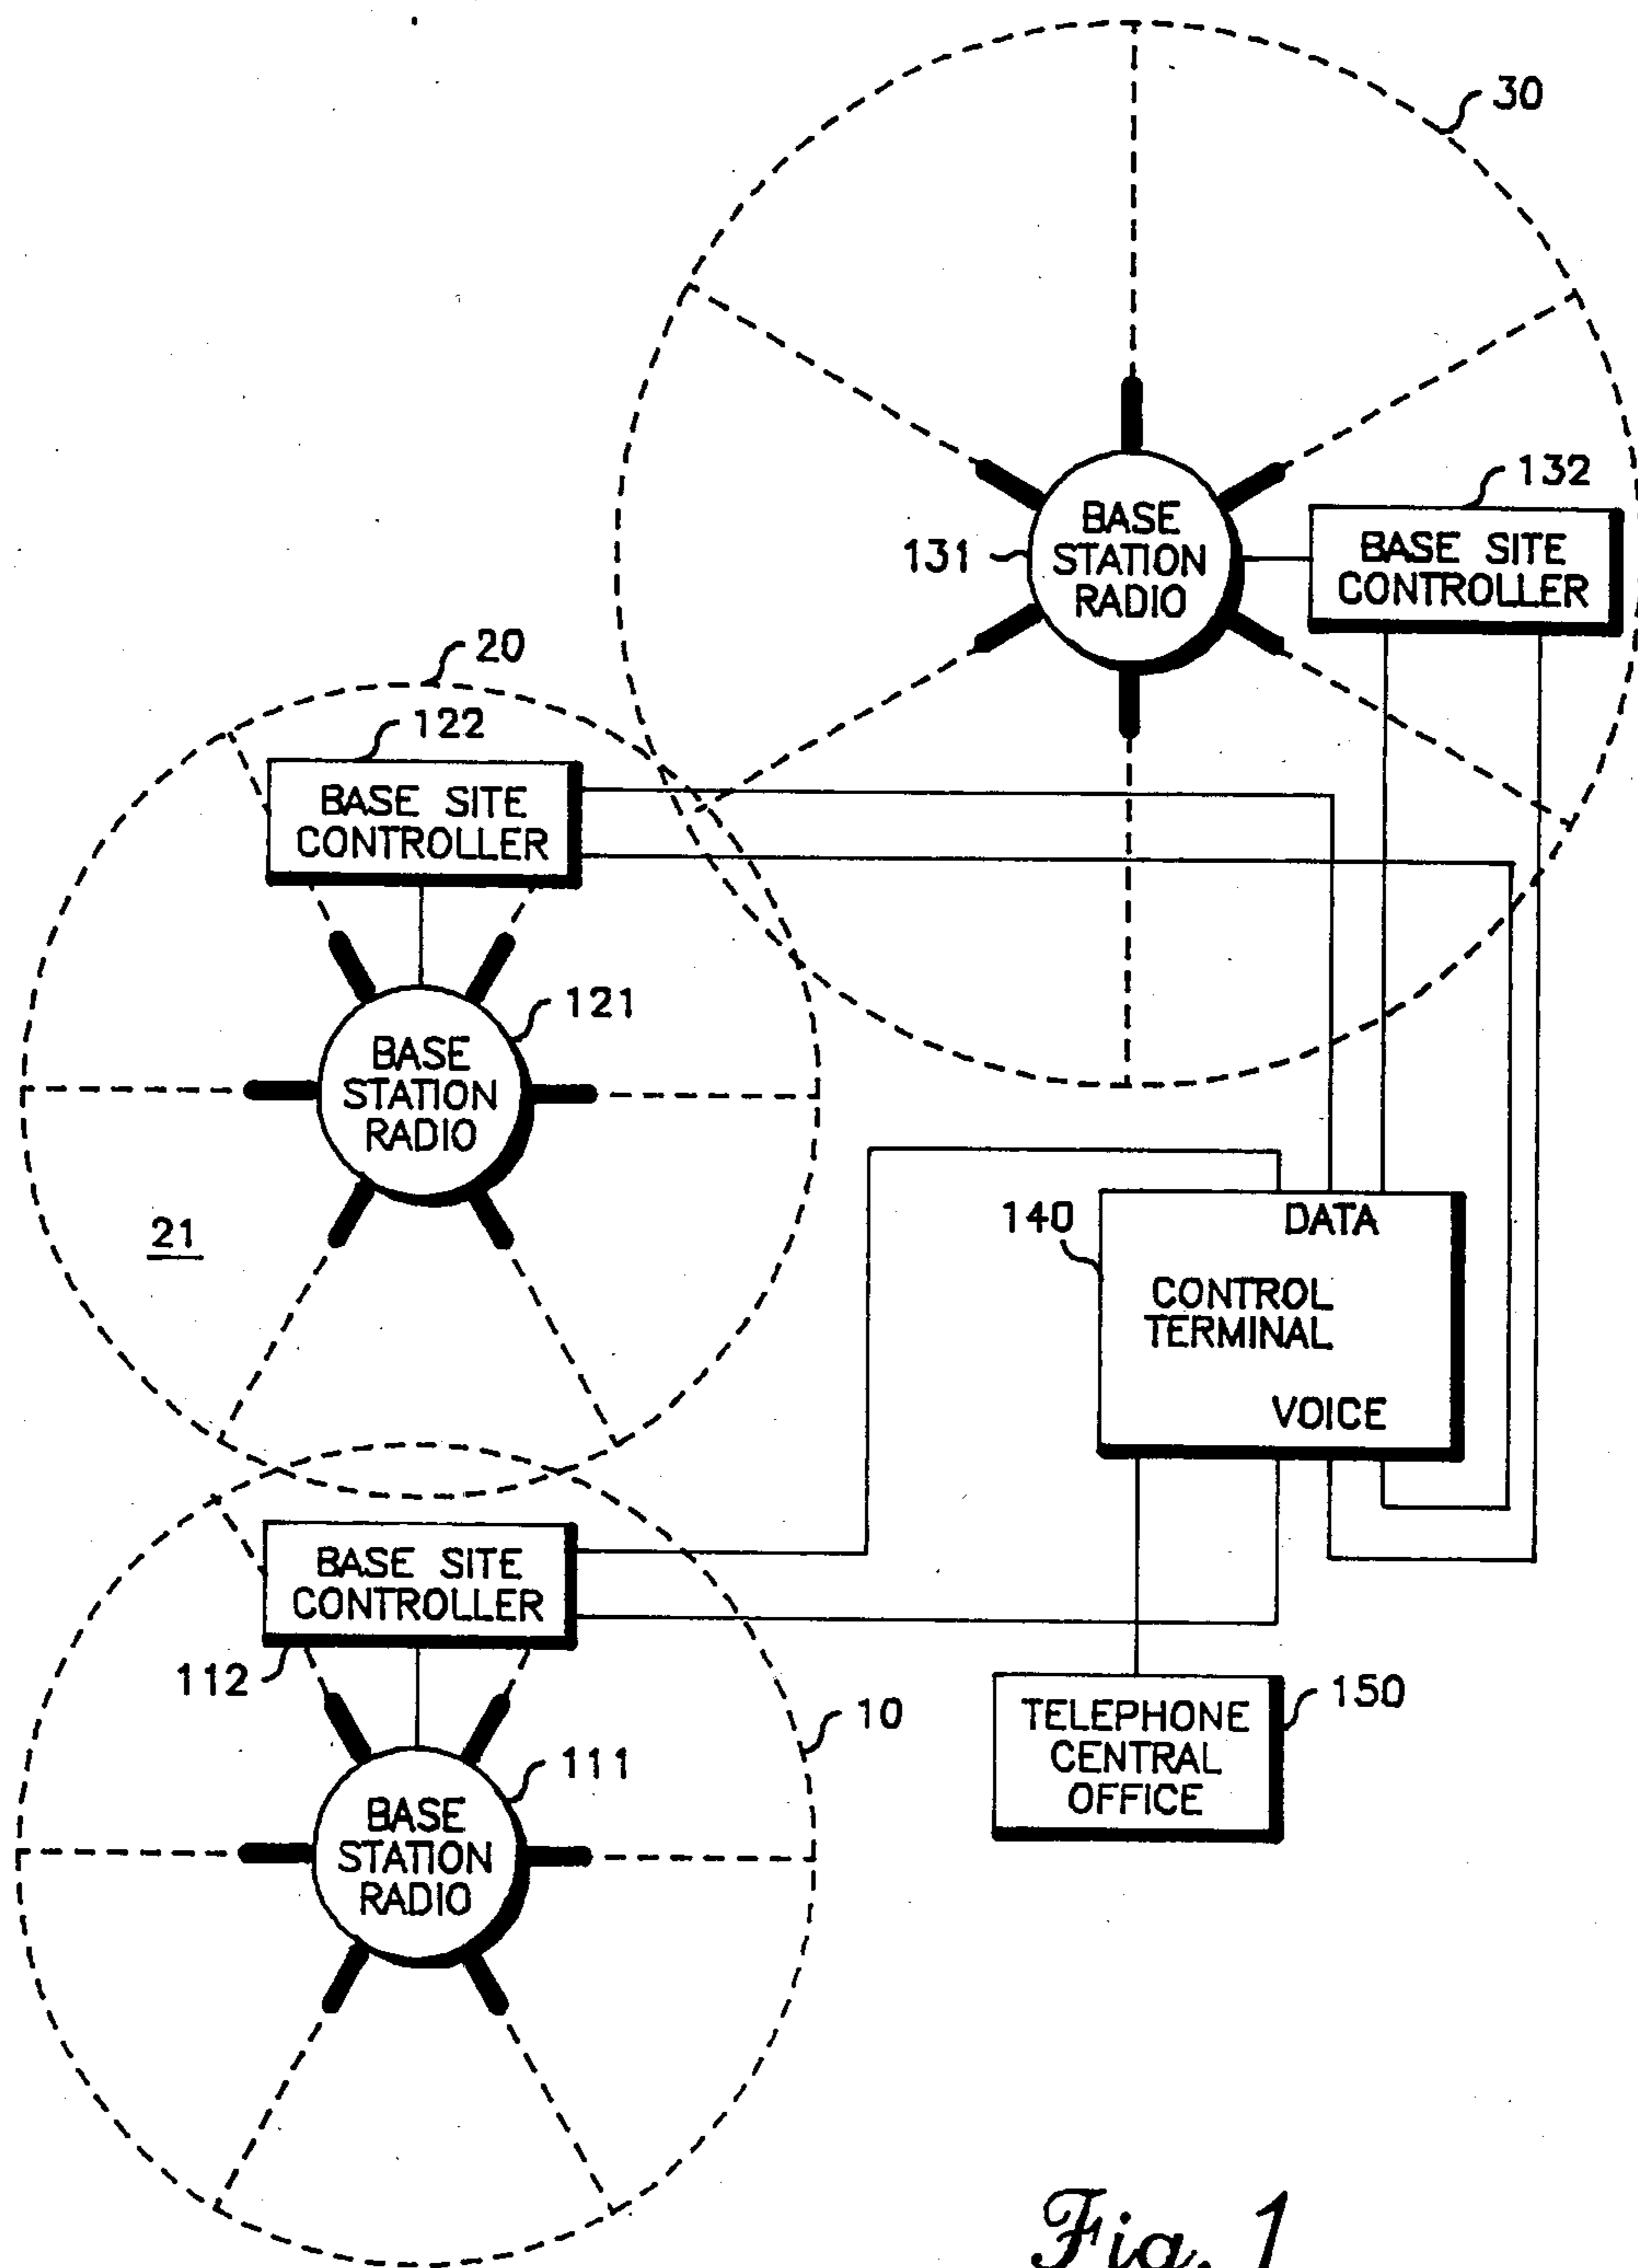 30
132
BASE
STATION
RADIO
131
BASE SITE
CONTROLLER
20
122
BASE SITE
CONTROLLER
121
BASE
STATION
RADIO
21
140
DATA
CONTROL
TERMINAL
VOICE
BASE SITE
CONTROLLER
112
10
111
BASE
STATION
RADIO
150
TELEPHONE
CENTRAL
OFFICE
Fig. 1